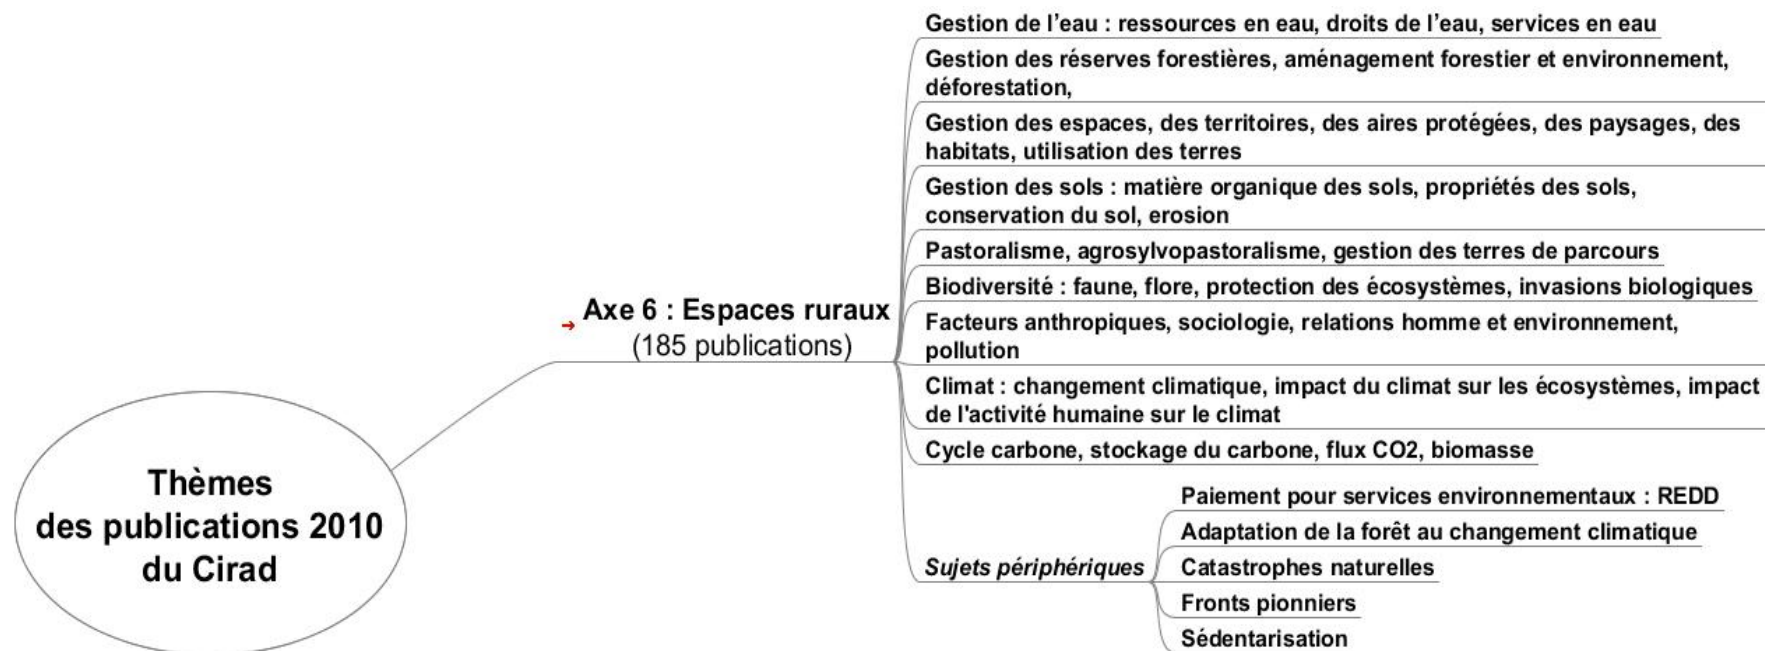 Thèmes
des publications 2010
du Cirad
Axe 6 : Espaces ruraux
(185 publications)
Gestion de l'eau : ressources en eau, droits de l'eau, services en eau
Gestion des réserves forestières, aménagement forestier et environnement,
déforestation,
Gestion des espaces, des territoires, des aires protégées, des paysages, des
habitats, utilisation des terres
Gestion des sols : matière organique des sols, propriétés des sols,
conservation du sol, erosion
Pastoralisme, agrosylvopastoralisme, gestion des terres de parcours
Biodiversité : faune, flore, protection des écosystèmes, invasions biologiques
Facteurs anthropiques, sociologie, relations homme et environnement,
pollution
Climat : changement climatique, impact du climat sur les écosystèmes, impact
de l'activité humaine sur le climat
Cycle carbone, stockage du carbone, flux CO2, biomasse
Sujets périphériques
Paiement pour services environnementaux : REDD
Adaptation de la forêt au changement climatique
Catastrophes naturelles
Fronts pionniers
Sédentarisation